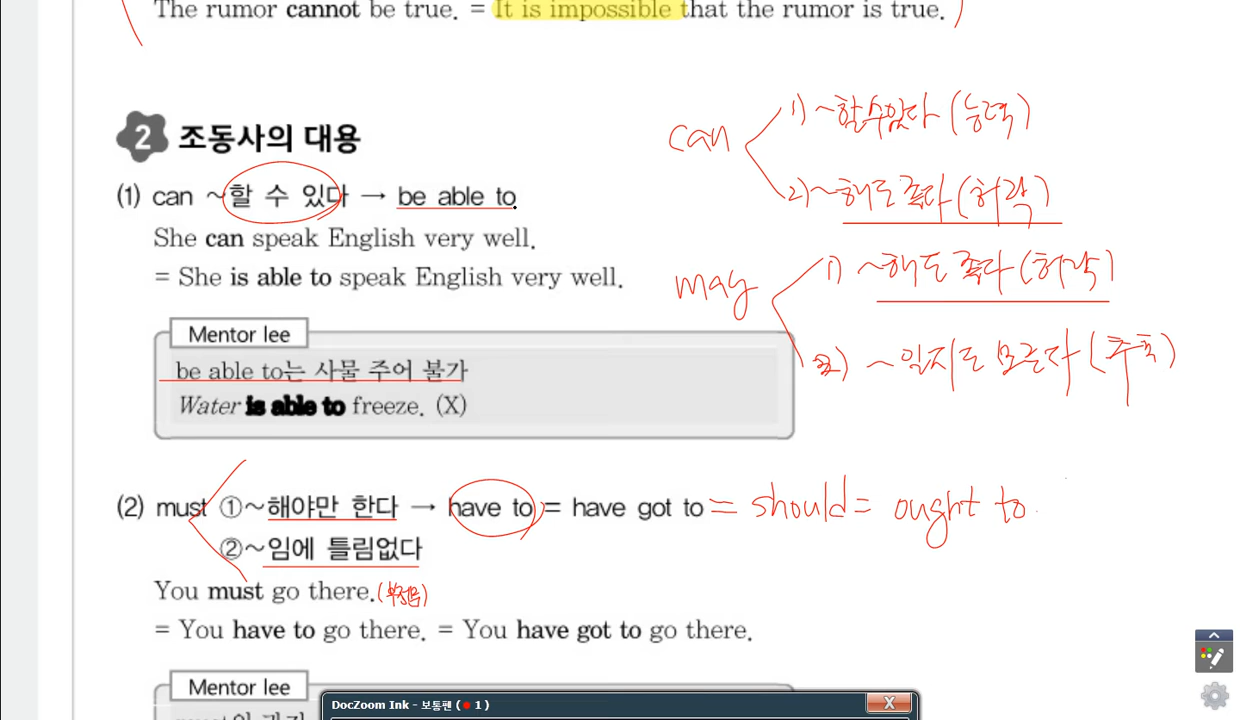 The rumor cannot be true. = It is impossible that the rumor is true.
2 조동사의 대용
can
1) ~할 수 있다 (능력)
2) ~해도 좋다 (허락)
(1) can ~할 수 있다 → be able to
She can speak English very well.
= She is able to speak English very well.
may
1) ~해도 좋다 (허락)
2) ~일지도 모른다 (추측)
Mentor lee
be able to는 사물 주어 불가
Water is able to freeze. (X)
(2) must ①~해야만 한다 → have to = have got to = should = ought to
②~임에 틀림없다
You must go there.
= You have to go there. = You have got to go there.
Mentor lee
DocZoom Ink - 보통펜 ( 1 )